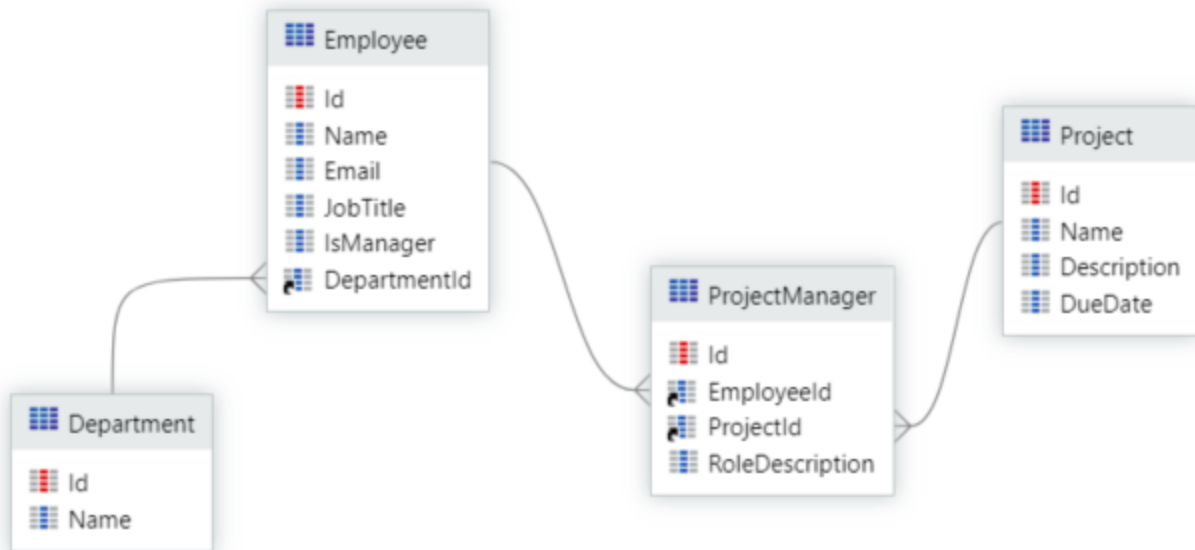 Employee
Id
Name
Email
JobTitle
IsManager
DepartmentId
Department
Id
Name
ProjectManager
Id
EmployeeId
ProjectId
RoleDescription
Project
Id
Name
Description
DueDate